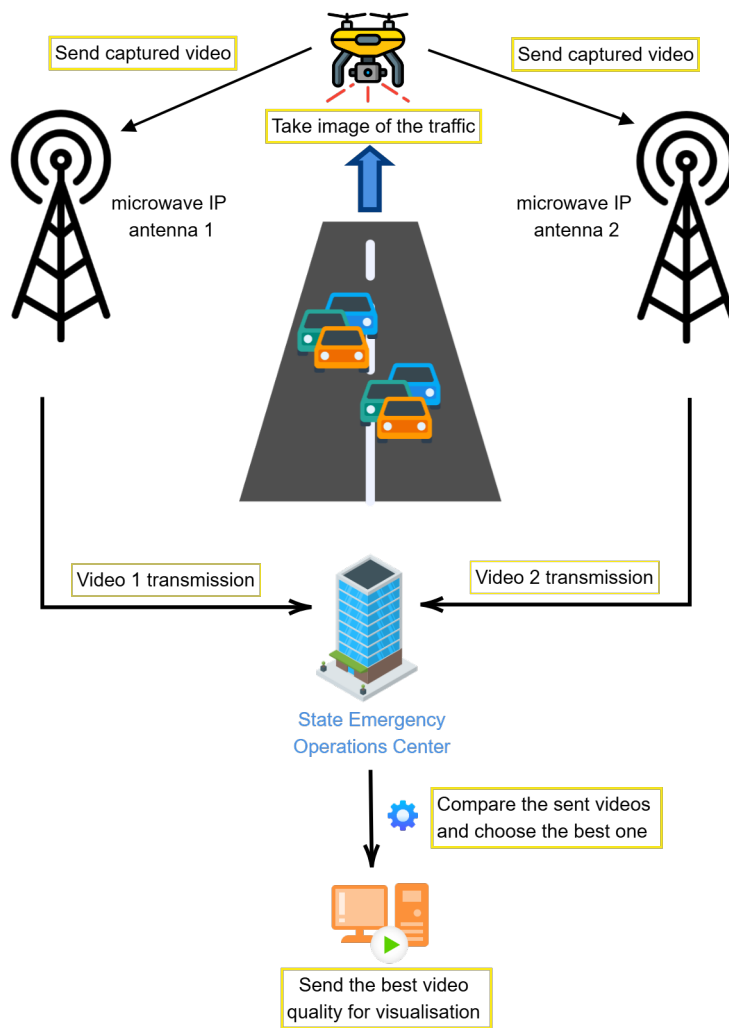 Send captured video
Send captured video
Take image of the traffic
microwave IP
antenna 1
microwave IP
antenna 2
Video 1 transmission
Video 2 transmission
State Emergency
Operations Center
Compare the sent videos
and choose the best one
Send the best video
quality for visualisation